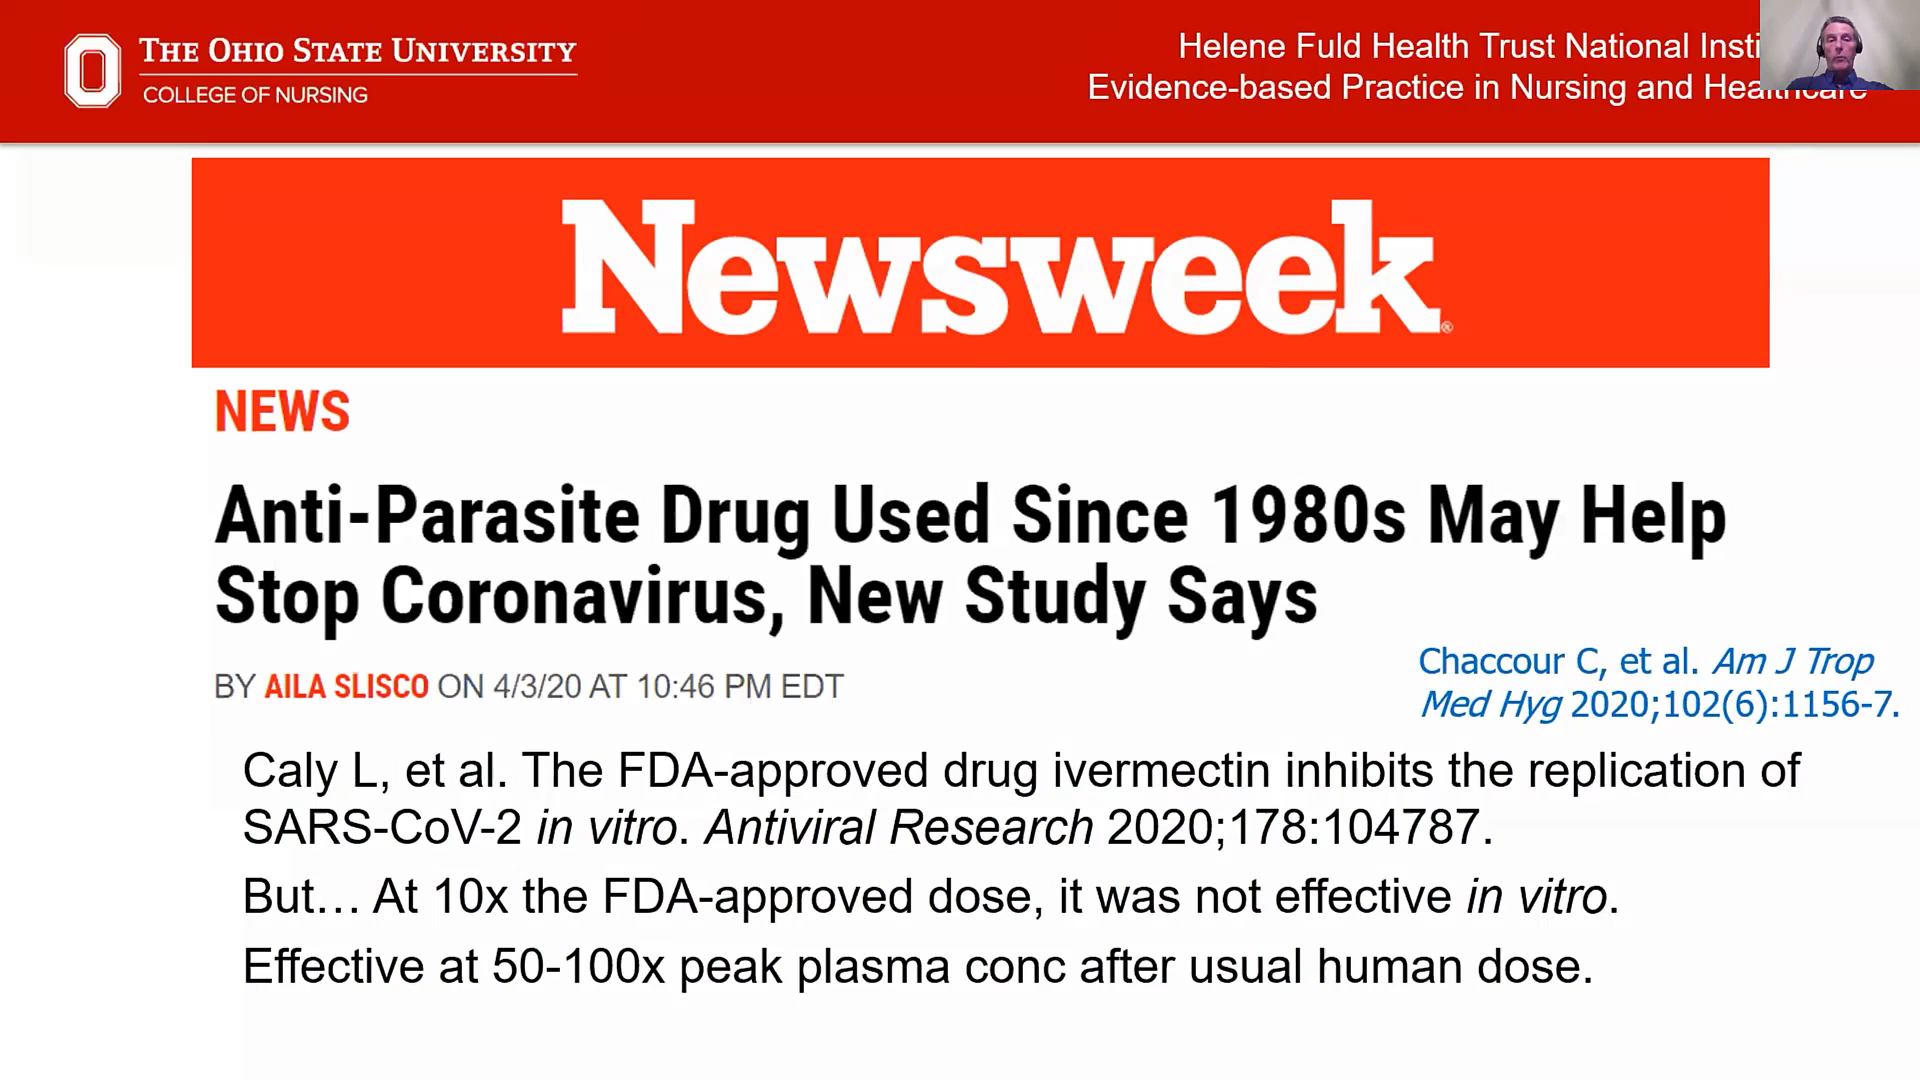 THE OHIO STATE UNIVERSITY
COLLEGE OF NURSING
Helene Fuld Health Trust National
Evidence-based Practice in Nursing and Healthcare
Newsweek®
NEWS
Anti-Parasite Drug Used Since 1980s May Help
Stop Coronavirus, New Study Says
BY AILA SLISCO ON 4/3/20 AT 10:46 PM EDT
Chaccour C, et al. Am J Trop
Med Hyg 2020;102(6):1156-7.
Caly L, et al. The FDA-approved drug ivermectin inhibits the replication of
SARS-CoV-2 in vitro. Antiviral Research 2020;178:104787.
But… At 10x the FDA-approved dose, it was not effective in vitro.
Effective at 50-100x peak plasma conc after usual human dose.